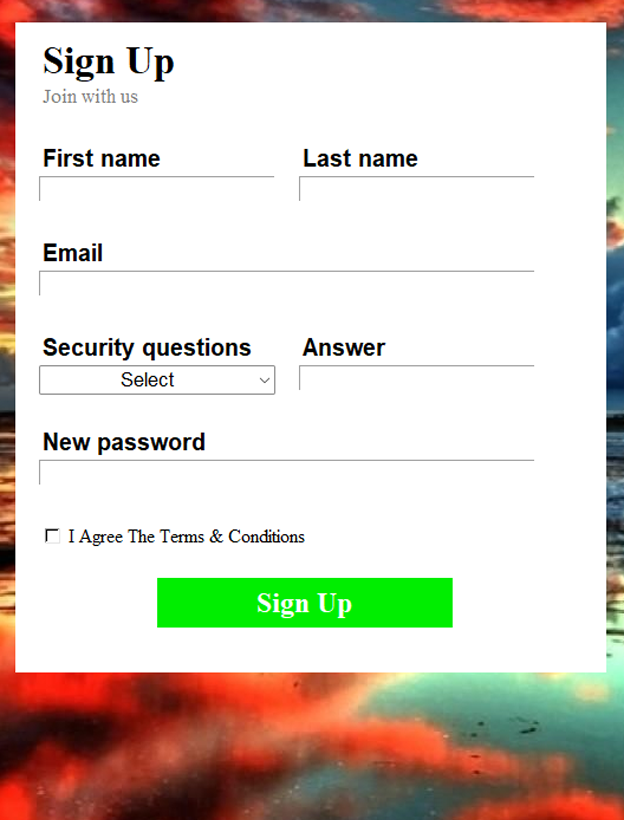 Sign Up
Join with us
First name Last name
Email
Security questions Answer
Select
New password
I Agree The Terms & Conditions
Sign Up